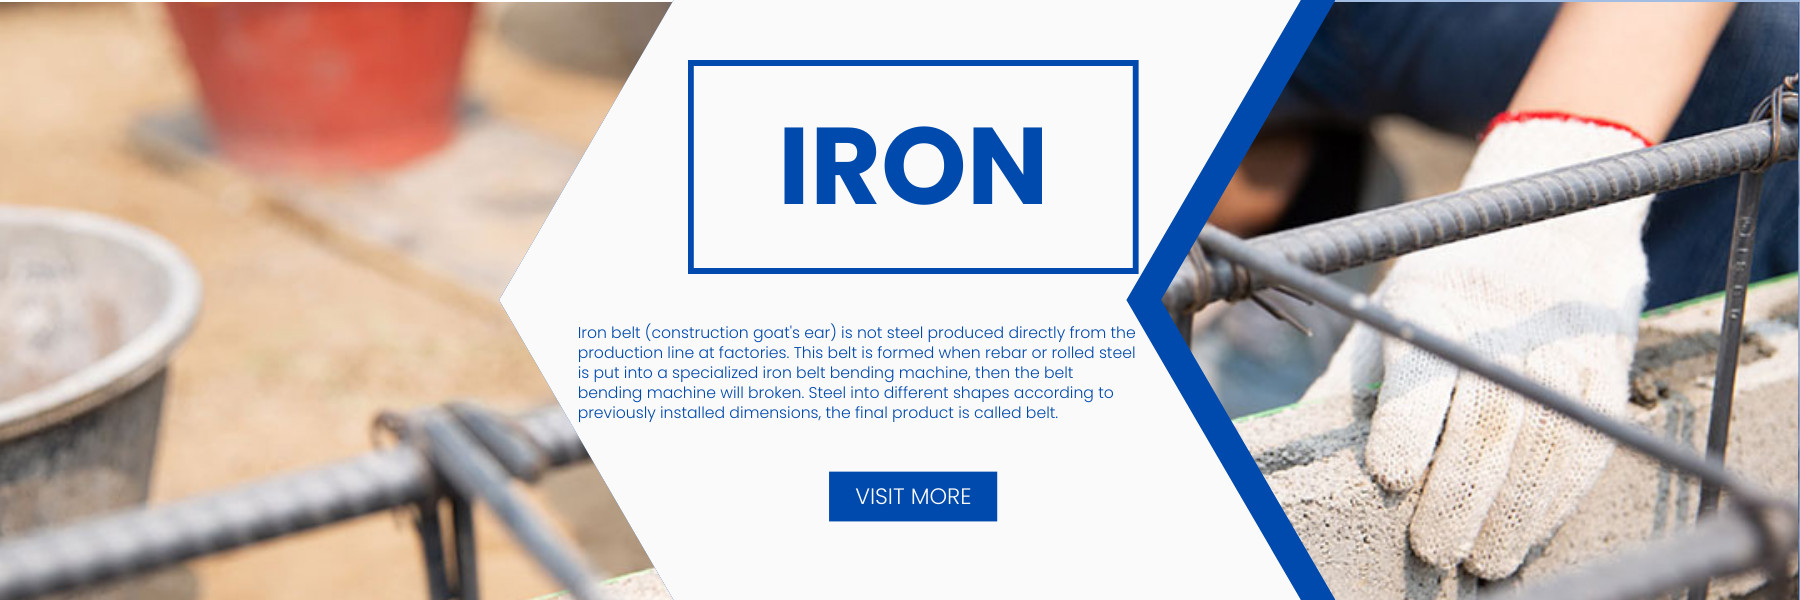 IRON
Iron belt (construction goat's ear) is not steel produced directly from the
production line at factories. This belt is formed when rebar or rolled steel
is put into a specialized iron belt bending machine, then the belt
bending machine will broken. Steel into different shapes according to
previously installed dimensions, the final product is called belt.
VISIT MORE